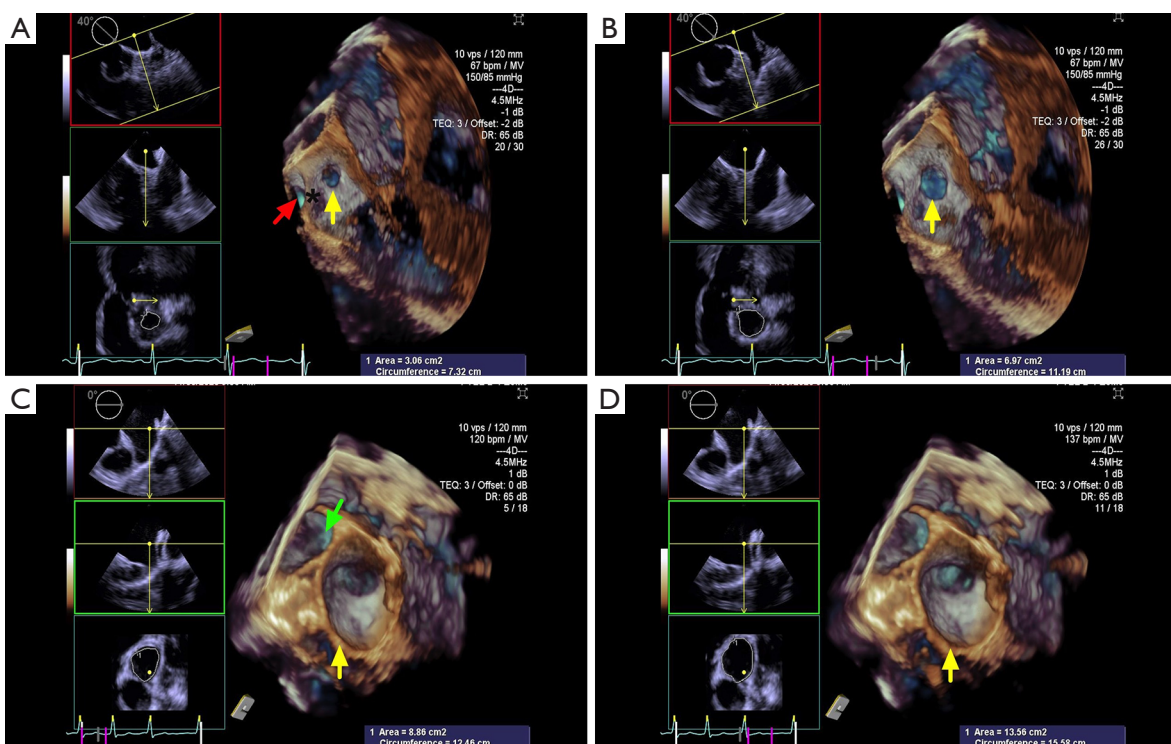 A
40°
10 vps / 120 mm
67 bpm / MV
150/85 mmHg
---4D---
4.5MHz
-1 dB
TEQ: 3 / Offset: -2 dB
DR: 65 dB
20 / 30
*
1 Area = 3.06 cm2
Circumference = 7.32 cm
B
40°
10 vps / 120 mm
67 bpm / MV
150/85 mmHg
---4D---
4.5MHz
-1 dB
TEQ: 3 / Offset: -2 dB
DR: 65 dB
26 / 30
1 Area = 6.97 cm2
Circumference = 11.19 cm
C
0°
10 vps / 120 mm
120 bpm / MV
---4D---
4.5MHz
1 dB
TEQ: 3 / Offset: 0 dB
DR: 65 dB
5 / 18
1 Area = 8.86 cm2
Circumference = 12.46 cm
D
0°
10 vps / 120 mm
137 bpm / MV
---4D---
4.5MHz
1 dB
TEQ: 3 / Offset: 0 dB
DR: 65 dB
11 / 18
1 Area = 13.56 cm2
Circumference = 15.58 cm